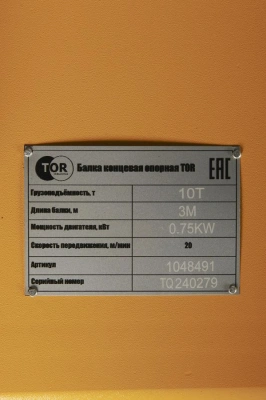 TOR Балка концевая опорная TOR EAC
Грузоподъёмность, т 10T
Длина балки, м 3M
Мощность двигателя, кВт 0.75KW
Скорость передвижения, м/мин 20
Артикул 1048491
Серийный номер TQ240279